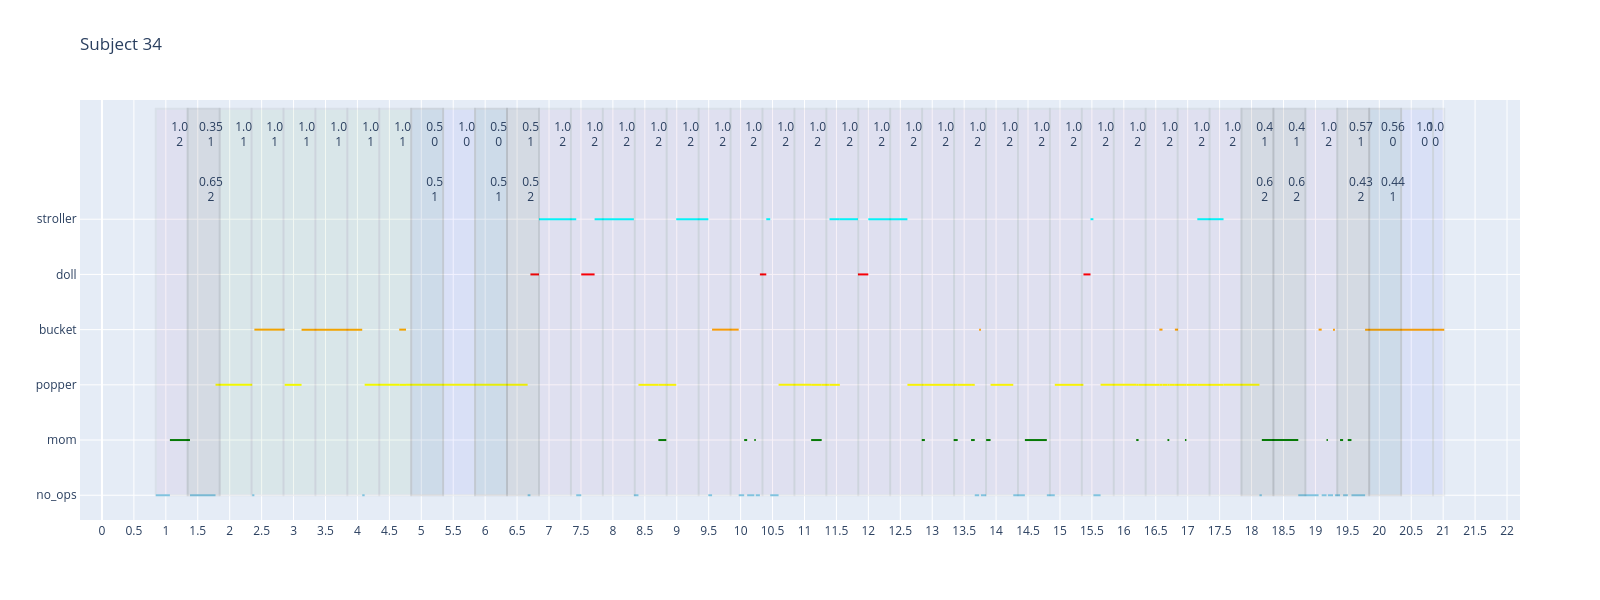 Subject 34
1.0 0.35 1.0 1.0 1.0 1.0 1.0 1.0 0.5 1.0 0.5 0.5 1.0 1.0 1.0 1.0 1.0 1.0 1.0 1.0 1.0 1.0 1.0 1.0 1.0 1.0 1.0 1.0 1.0 1.0 1.0 1.0 1.0 1.0 0.4 0.4 1.0 0.57 0.56 1.0 1.0
2 1 1 1 1 1 1 1 0 0 0 1 2 2 2 2 2 2 2 2 2 2 2 2 2 2 2 2 2 2 2 2 2 2 1 1 2 1 0 0 0
0.65 0.5 0.5 0.5 0.6 0.6 0.43 0.44
2 1 1 2 2 2 2 1
stroller
doll
bucket
popper
mom
no_ops
0 0.5 1 1.5 2 2.5 3 3.5 4 4.5 5 5.5 6 6.5 7 7.5 8 8.5 9 9.5 10 10.5 11 11.5 12 12.5 13 13.5 14 14.5 15 15.5 16 16.5 17 17.5 18 18.5 19 19.5 20 20.5 21 21.5 22